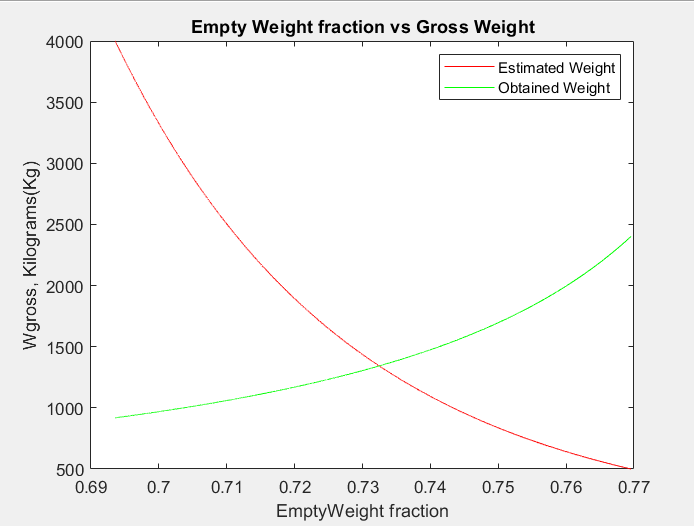 Empty Weight fraction vs Gross Weight
4000
3500
3000
2500
2000
1500
1000
500
Wgross, Kilograms(Kg)
Estimated Weight
Obtained Weight
0.69 0.7 0.71 0.72 0.73 0.74 0.75 0.76 0.77
EmptyWeight fraction